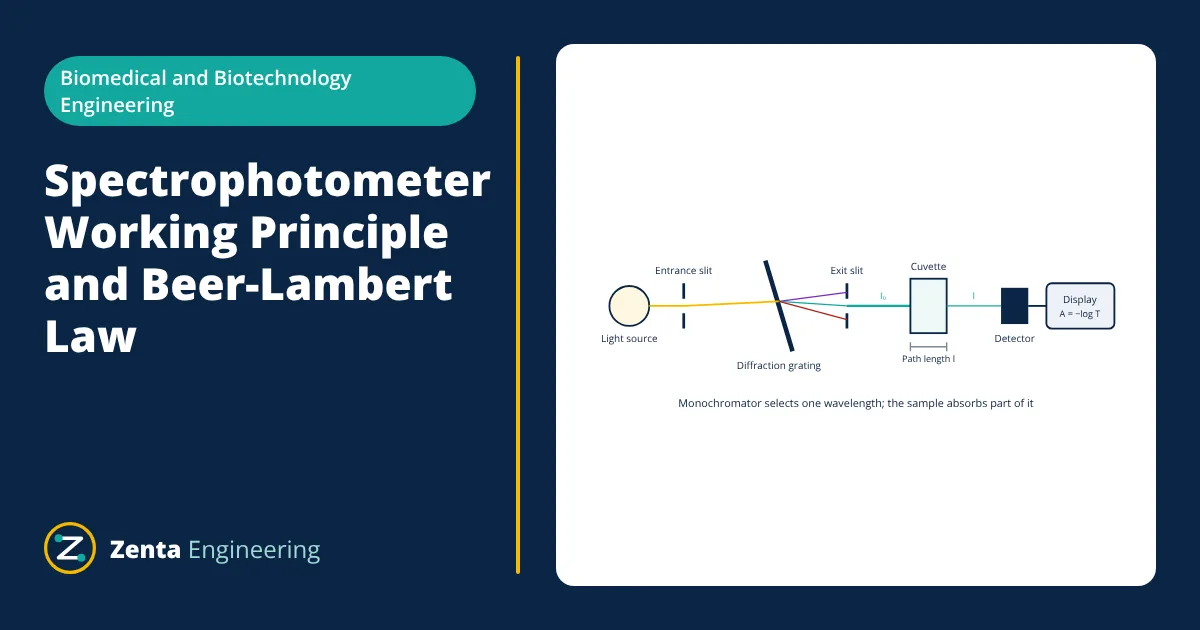 Biomedical and Biotechnology
Engineering
Spectrophotometer
Working Principle
and Beer-Lambert
Law
Zenta Engineering
Entrance slit
Exit slit
Cuvette
I₀
I
Display
A = −log T
Light source
Detector
Path length l
Diffraction grating
Monochromator selects one wavelength; the sample absorbs part of it